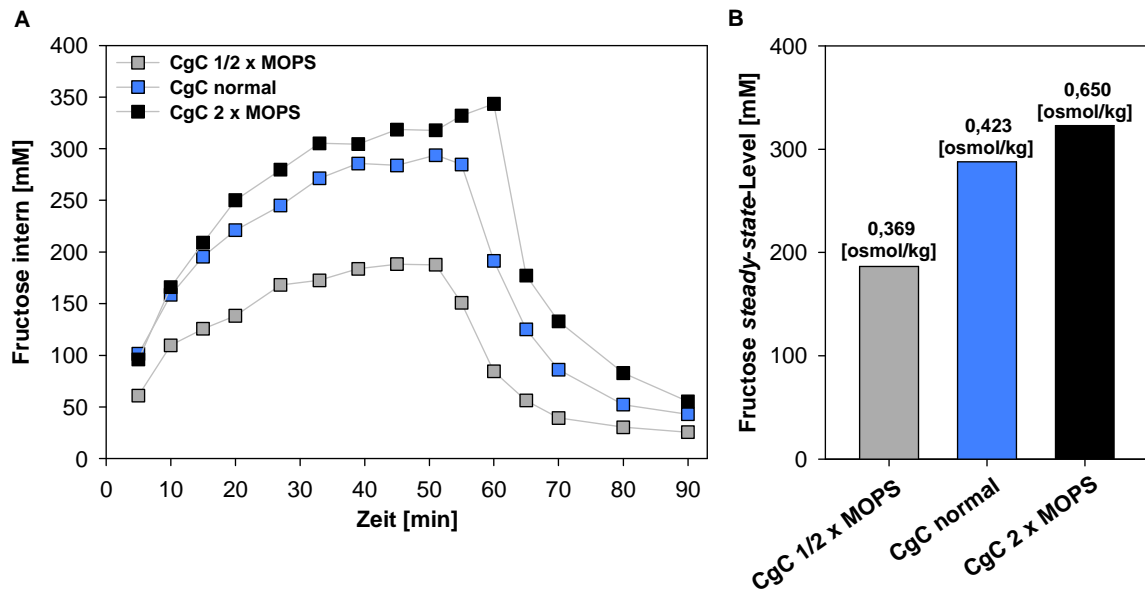 A
Fructose intern [mM]
400
350
300
250
200
150
100
50
0
CgC 1/2 x MOPS
CgC normal
CgC 2 x MOPS
0 10 20 30 40 50 60 70 80 90
Zeit [min]
B
Fructose steady-state-Level [mM]
400
300
200
100
0
0,369
[osmol/kg]
0,423
[osmol/kg]
0,650
[osmol/kg]
CgC 1/2 x MOPS
CgC normal
CgC 2 x MOPS